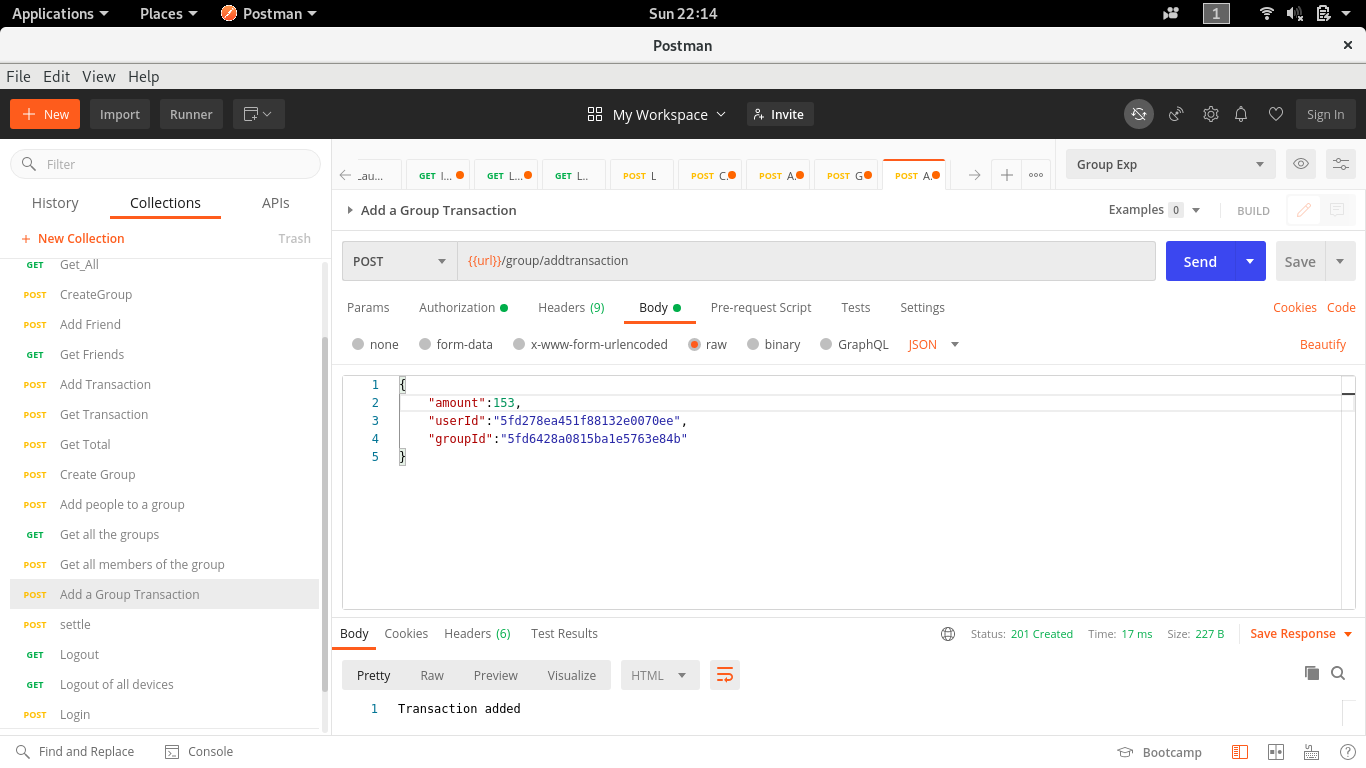 Applications Places Postman Sun 22:14 1
Postman
File Edit View Help
New Import Runner My Workspace Invite Sign In
Filter
History Collections APIs
New Collection Trash
GET Get_All
POST CreateGroup
POST Add Friend
GET Get Friends
POST Add Transaction
POST Get Transaction
POST Get Total
POST Create Group
POST Add people to a group
GET Get all the groups
POST Get all members of the group
POST Add a Group Transaction
POST settle
GET Logout
GET Logout of all devices
POST Login
GET I... GET L... GET L.. POST L POST C. POST A. POST G POST A.
Group Exp
Add a Group Transaction Examples 0 BUILD
POST {{url}}/group/addtransaction Send Save
Params Authorization Headers (9) Body Pre-request Script Tests Settings Cookies Code
none form-data x-www-form-urlencoded raw binary GraphQL JSON Beautify
1 {
2 "amount":153,
3 "userId":"5fd278ea451f88132e0070ee",
4 "groupId":"5fd6428a0815ba1e5763e84b"
5 }
Body Cookies Headers (6) Test Results Status: 201 Created Time: 17 ms Size: 227 B Save Response
Pretty Raw Preview Visualize HTML
1 Transaction added
Find and Replace Console Bootcamp